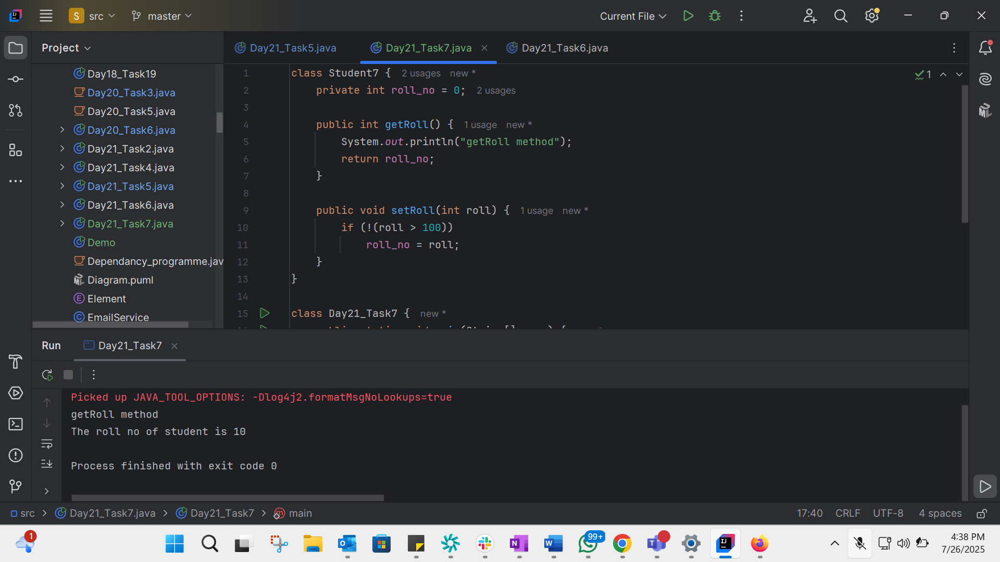 S src master Current File
Project
Day21_Task5.java Day21_Task7.java Day21_Task6.java
Day18_Task19
Day20_Task3.java
Day20_Task5.java
Day20_Task6.java
Day21_Task2.java
Day21_Task4.java
Day21_Task5.java
Day21_Task6.java
Day21_Task7.java
Demo
Dependancy_programme.jav
Diagram.puml
Element
EmailService
1 class Student7 { 2 usages new *
2 private int roll_no = 0; 2 usages
3
4 public int getRoll() { 1 usage new *
5 System.out.println("getRoll method");
6 return roll_no;
7 }
8
9 public void setRoll(int roll) { 1 usage new *
10 if (!(roll > 100))
11 roll_no = roll;
12 }
13 }
14
15 class Day21_Task7 { new *
1
Run Day21_Task7
Picked up JAVA_TOOL_OPTIONS: -Dlog4j2.formatMsgNoLookups=true
getRoll method
The roll no of student is 10
Process finished with exit code 0
src > Day21_Task7.java > Day21_Task7 > main 17:40 CRLF UTF-8 4 spaces
1
99+
4:38 PM
7/26/2025